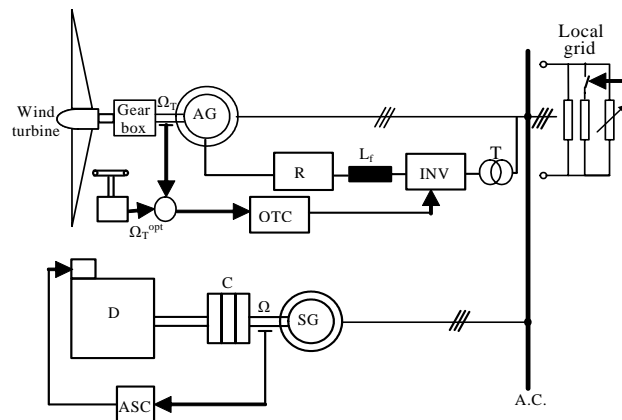 Local
grid
Wind
turbine
Gear
box
Ω_T
AG
R
L_f
INV
T
Ω_T^opt
OTC
D
C
Ω
SG
ASC
A.C.